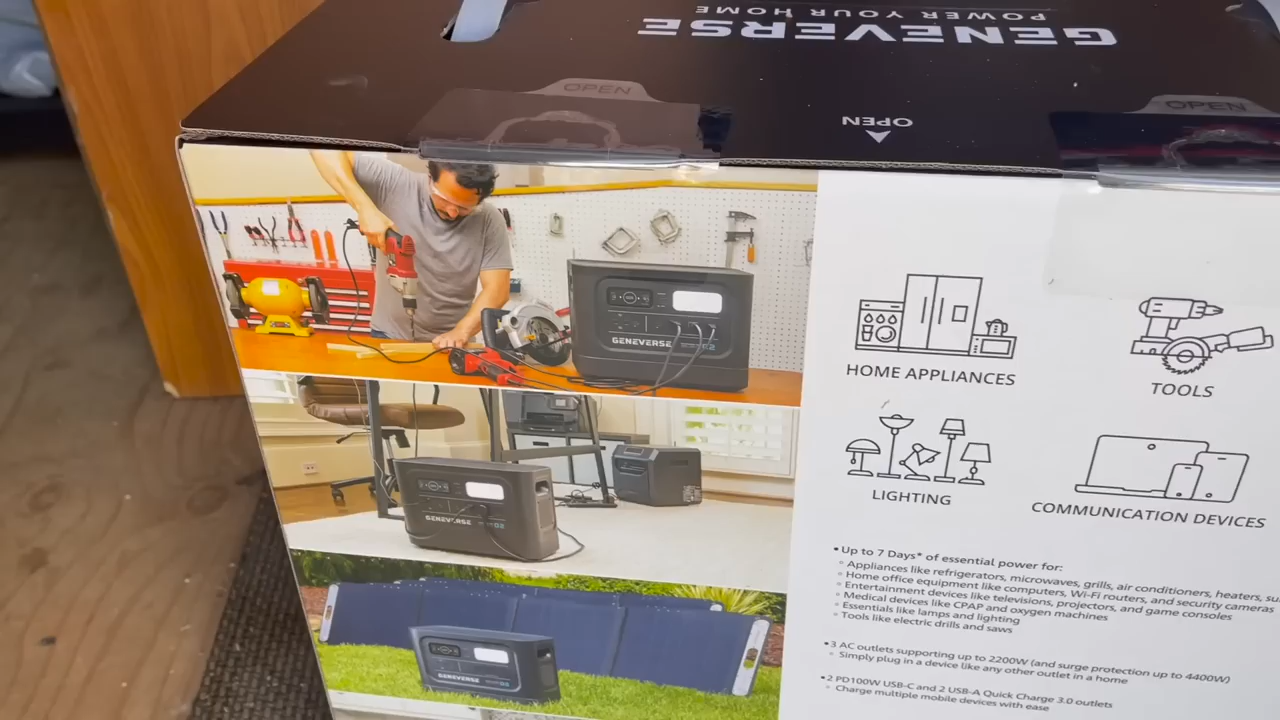 POWER YOUR HOME
GENEVERSE
OPEN
OPEN
OPEN
GENEVERSE
GENEVERSE
GENEVERSE
HOME APPLIANCES
TOOLS
LIGHTING
COMMUNICATION DEVICES
• Up to 7 Days* of essential power for:
Appliances like refrigerators, microwaves, grills, air conditioners, heaters,
Home office equipment like computers, Wi-Fi routers, and security cameras
Entertainment devices like televisions, projectors, and game consoles
Medical devices like CPAP and oxygen machines
Essentials like lamps and lighting
Tools like electric drills and saws
• 3 AC outlets supporting up to 2200W (and surge protection up to 4400W)
Simply plug in a device like any other outlet in a home
• 2 PD100W USB-C and 2 USB-A Quick Charge 3.0 outlets
Charge multiple mobile devices with ease